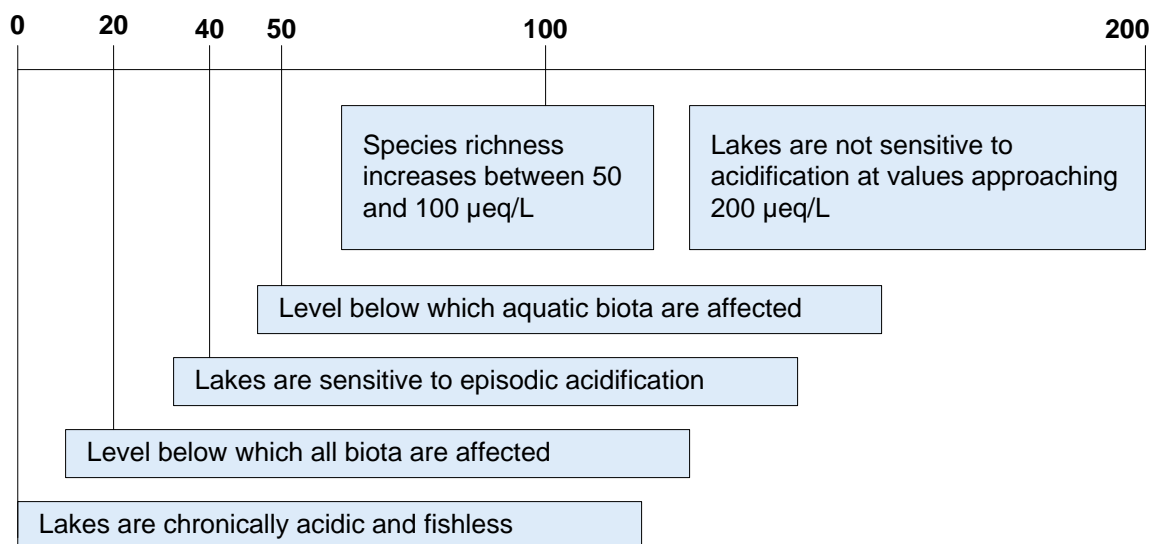 0 20 40 50 100 200
Species richness
increases between 50
and 100 µeq/L
Lakes are not sensitive to
acidification at values approaching
200 µeq/L
Level below which aquatic biota are affected
Lakes are sensitive to episodic acidification
Level below which all biota are affected
Lakes are chronically acidic and fishless